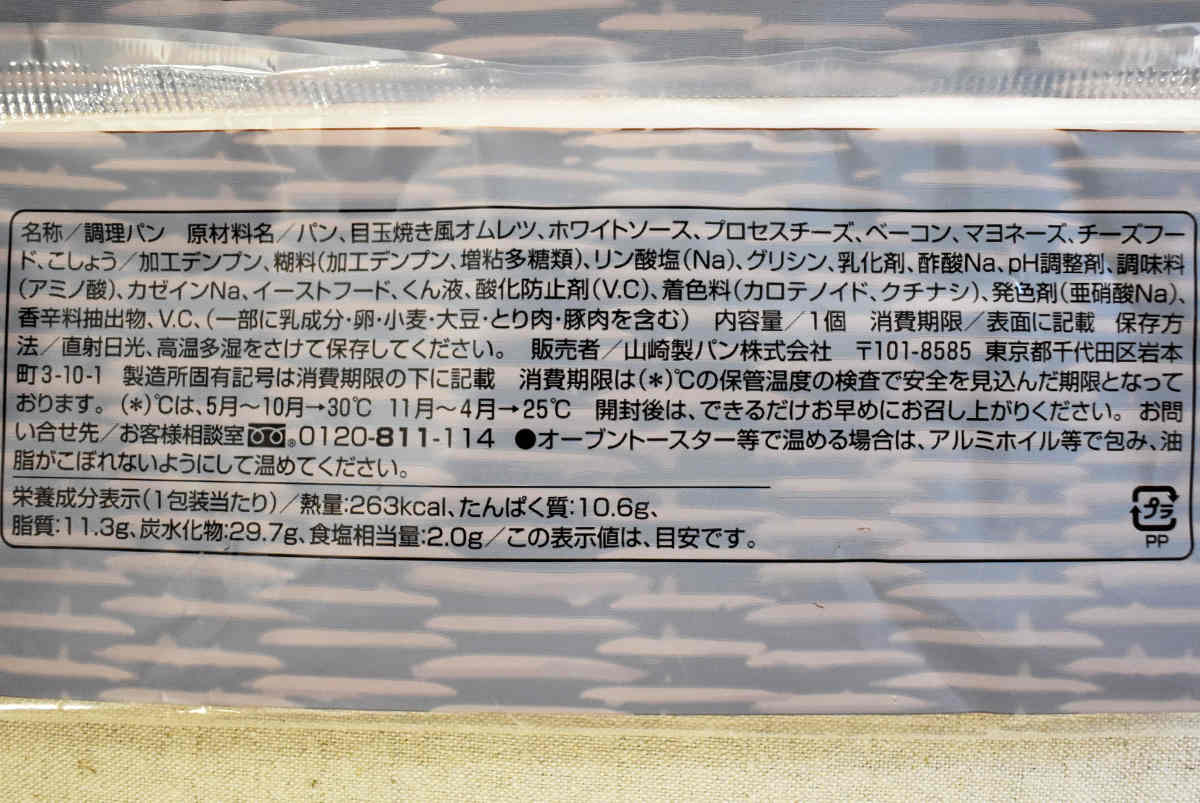 名称／調理パン　原材料名／パン、目玉焼き風オムレツ、ホワイトソース、プロセスチーズ、ベーコン、マヨネーズ、チーズフー
ド、こしょう／加工デンプン、糊料(加工デンプン、増粘多糖類)、リン酸塩(Na)、グリシン、乳化剤、酢酸Na、pH調整剤、調味料
(アミノ酸)、カゼインNa、イーストフード、くん液、酸化防止剤(V.C)、着色料(カロテノイド、クチナシ)、発色剤(亜硝酸Na)、
香辛料抽出物、V.C、(一部に乳成分・卵・小麦・大豆・とり肉・豚肉を含む)　内容量／1個　消費期限／表面に記載　保存方
法／直射日光、高温多湿をさけて保存してください。　販売者／山崎製パン株式会社　〒101-8585　東京都千代田区岩本
町3-10-1　製造所固有記号は消費期限の下に記載　消費期限は(＊)℃の保管温度の検査で安全を見込んだ期限となって
おります。(＊)℃は、5月～10月→30℃　11月～4月→25℃　開封後は、できるだけお早めにお召し上がりください。　お問
い合せ先／お客様相談室 0120-811-114　●オーブントースター等で温める場合は、アルミホイル等で包み、油
脂がこぼれないようにして温めてください。
栄養成分表示(1包装当たり)／熱量:263kcal、たんぱく質:10.6g、
脂質:11.3g、炭水化物:29.7g、食塩相当量:2.0g／この表示値は、目安です。
プラ
PP